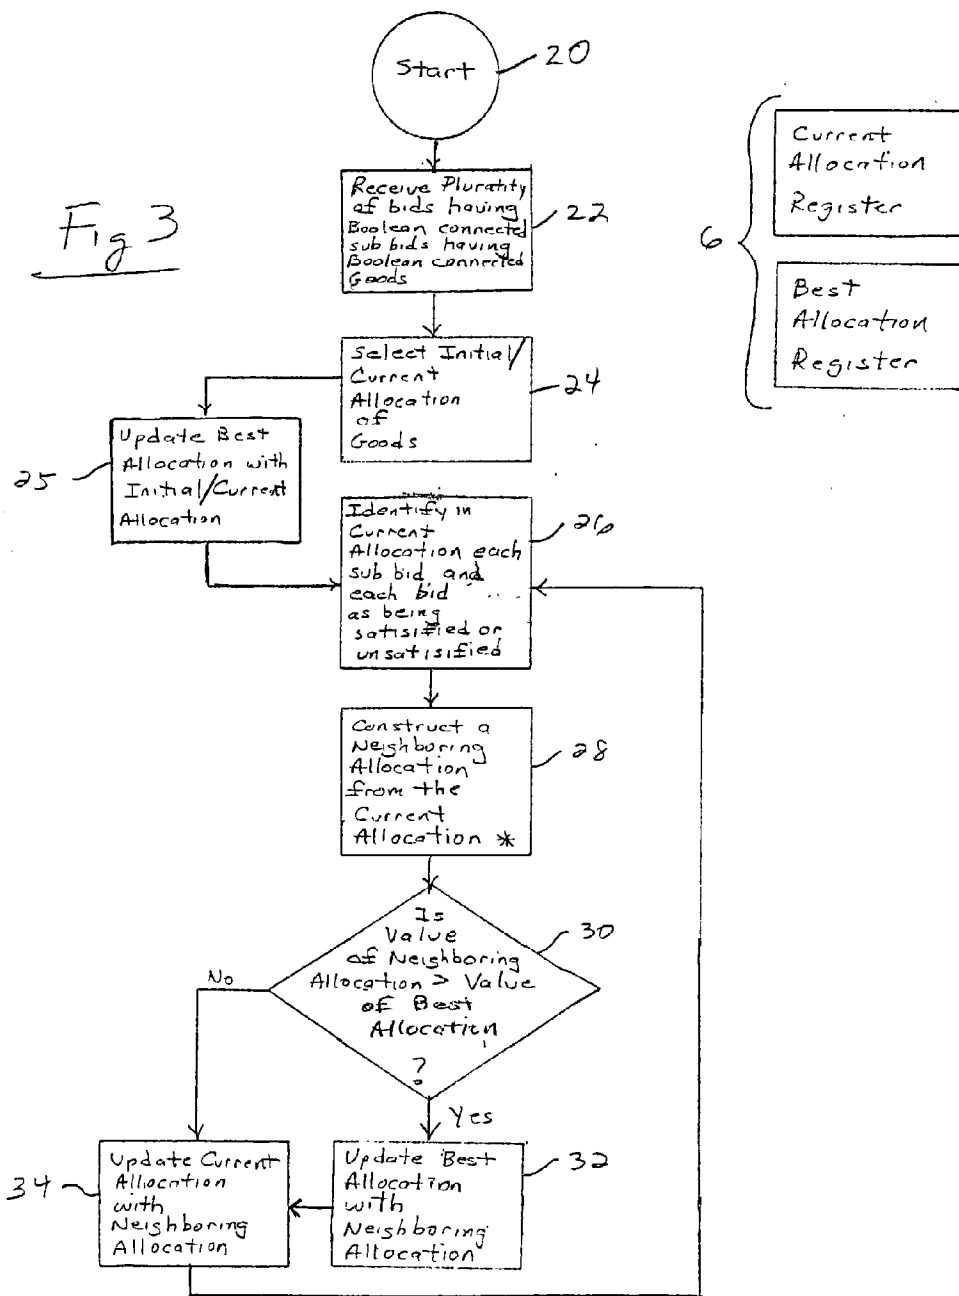 Start
20
Receive Plurality
of bids having
Boolean connected
sub bids having
Boolean connected
Goods
22
Fig 3
6
Current
Allocation
Register
Best
Allocation
Register
Select Initial/
Current
Allocation
of
Goods
24
Update Best
Allocation with
Initial/Current
Allocation
25
Identify in
Current
Allocation each
sub bid and
each bid
as being
satisified or
unsatisified
26
Construct a
Neighboring
Allocation
from the
Current
Allocation *
28
Is
Value
of Neighboring
Allocation > Value
of Best
Allocation
?
30
No
Yes
Update Current
Allocation
with
Neighboring
Allocation
34
Update Best
Allocation
with
Neighboring
Allocation
32